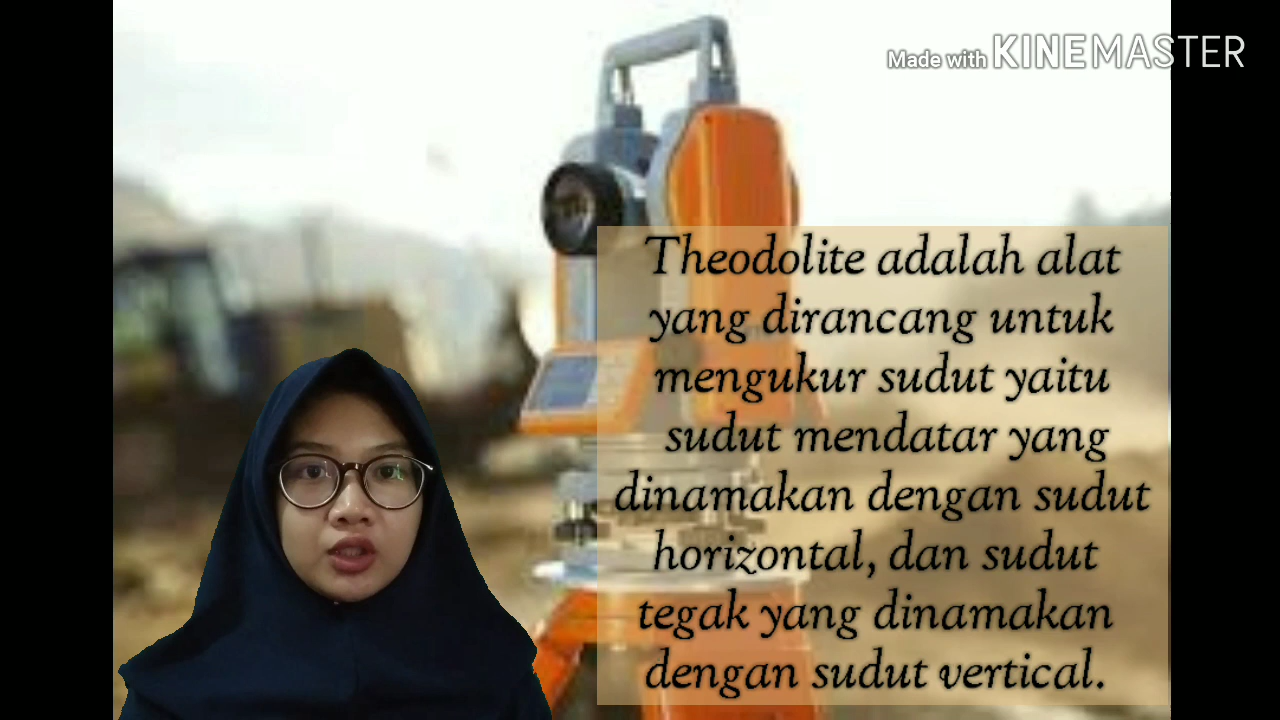 Made with KINEMASTER
Theodolite adalah alat
yang dirancang untuk
mengukur sudut yaitu
sudut mendatar yang
dinamakan dengan sudut
horizontal, dan sudut
tegak yang dinamakan
dengan sudut vertical.